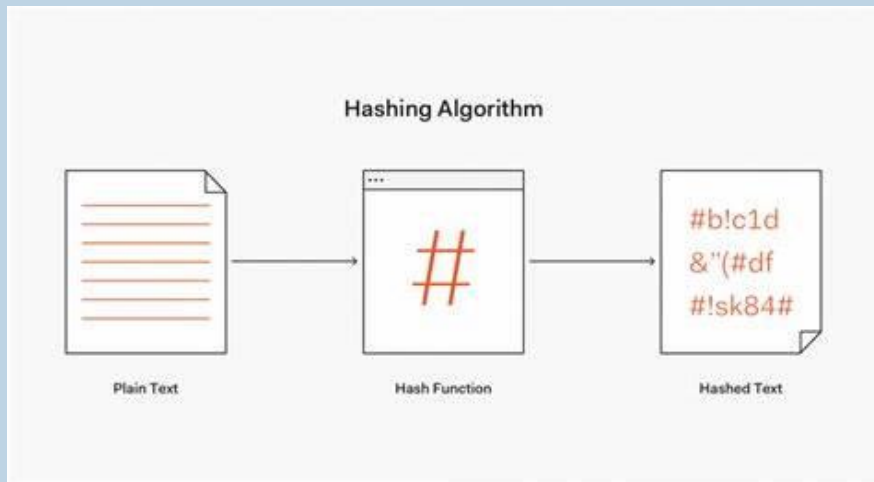 Hashing Algorithm
#
#b!c1d
&"(#df
#!sk84#
Plain Text
Hash Function
Hashed Text